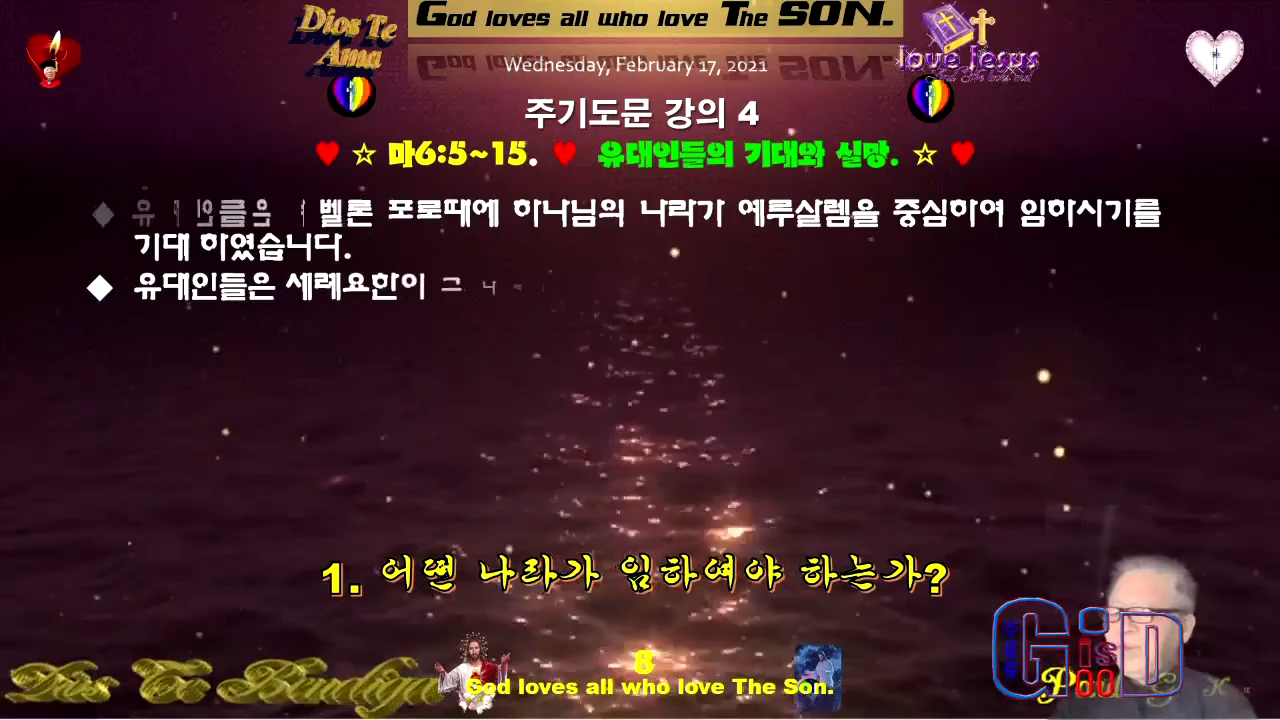 Dios Te
Ama
God loves all who love The SON.
love Jesus
Wednesday, February 17, 2021
주기도문 강의 4
♥ ☆ 마6:5~15. ♥ 유대인들의 기대와 실망. ☆ ♥
◆ 벨론 포로때에 하나님의 나라가 예루살렘을 중심하여 임하시기를
기대 하였습니다.
◆ 유대인들은 세례요한이 그
1. 어떤 나라가 임하여야 하는가?
Dios Te Bendiga
8
God loves all who love The Son.
G is D